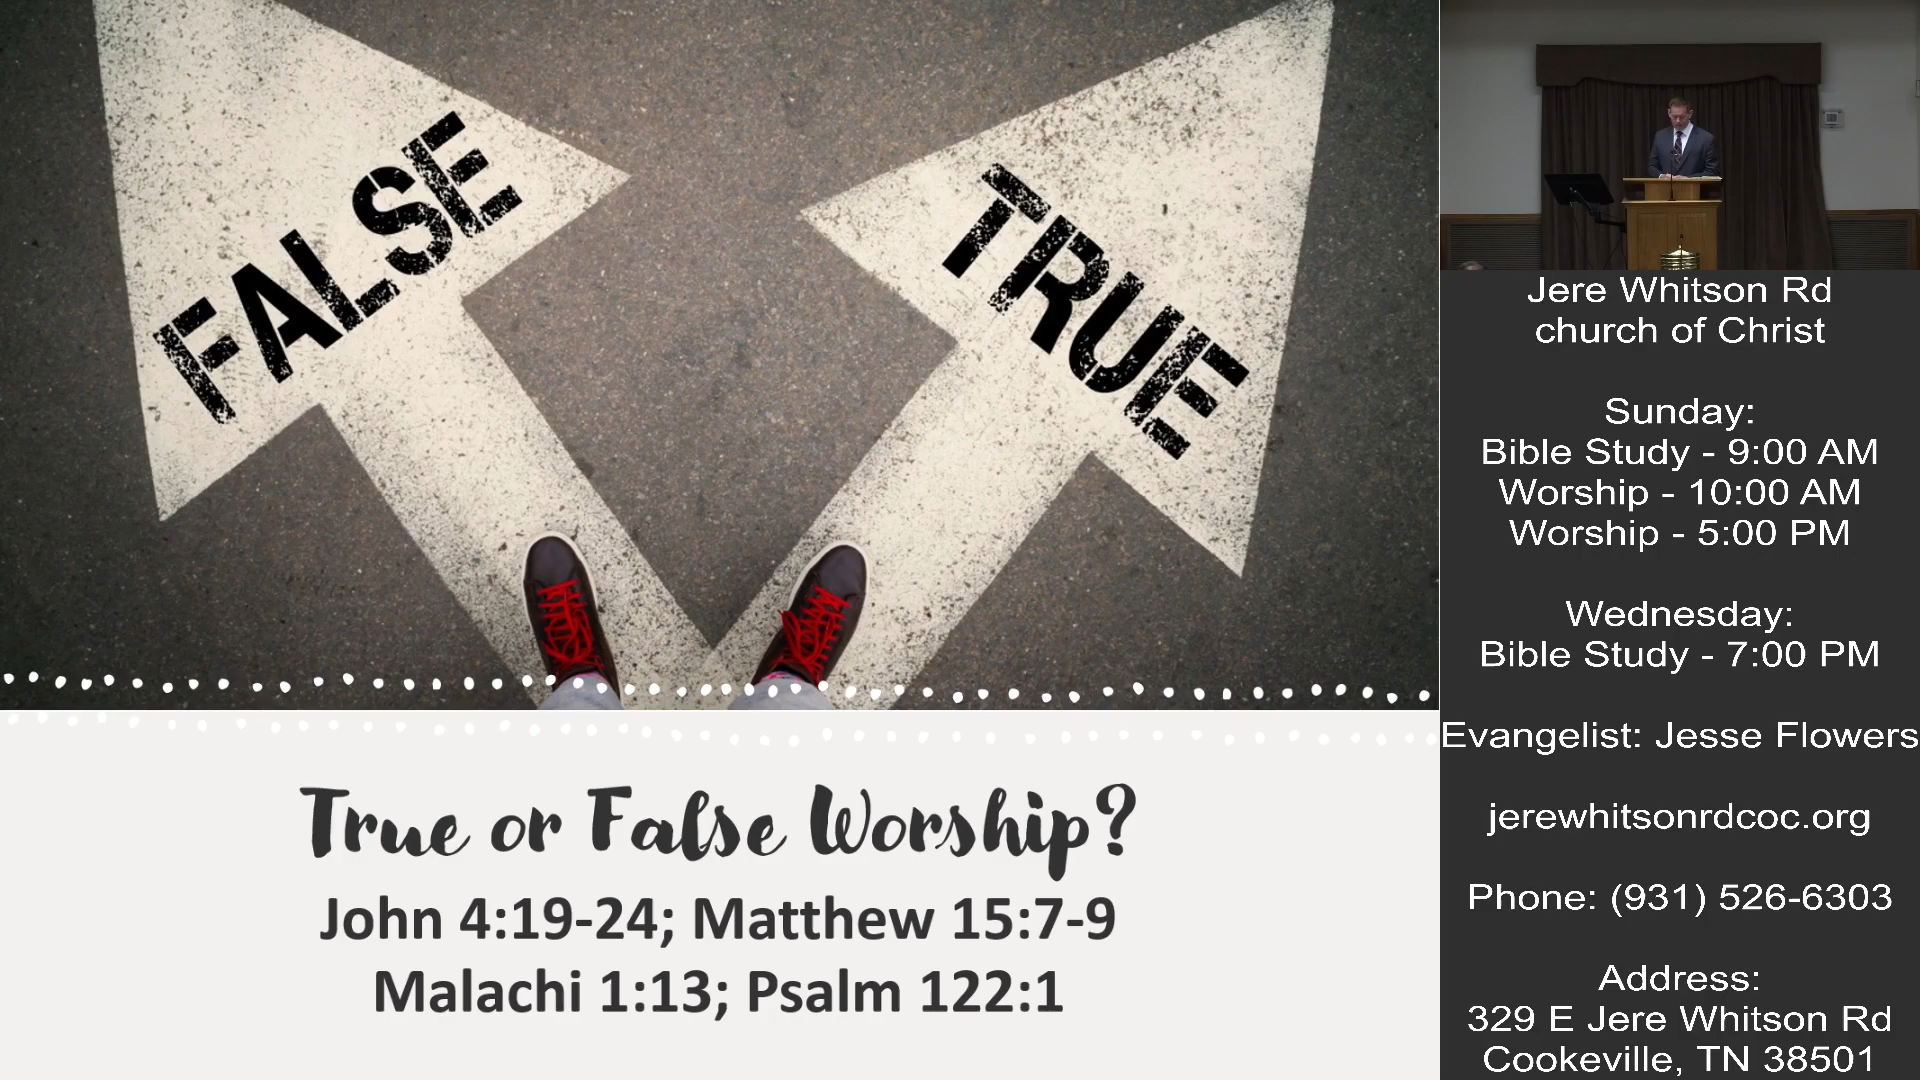 FALSE
TRUE
True or False Worship?
John 4:19-24; Matthew 15:7-9
Malachi 1:13; Psalm 122:1
Jere Whitson Rd
church of Christ
Sunday:
Bible Study - 9:00 AM
Worship - 10:00 AM
Worship - 5:00 PM
Wednesday:
Bible Study - 7:00 PM
Evangelist: Jesse Flowers
jerewhitsonrdcoc.org
Phone: (931) 526-6303
Address:
329 E Jere Whitson Rd
Cookeville, TN 38501